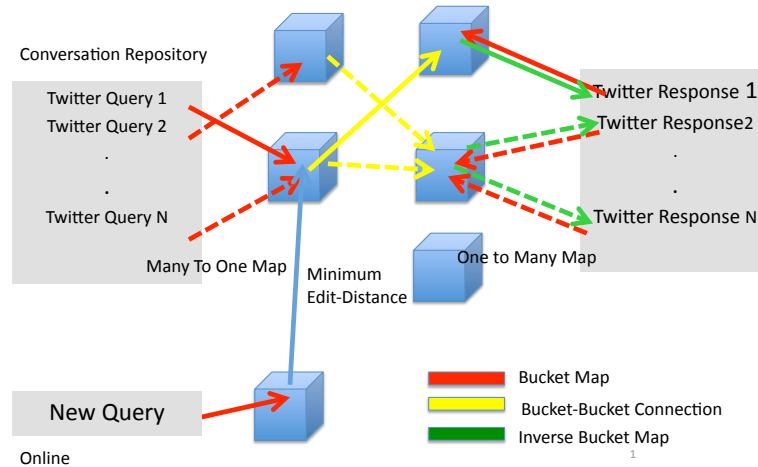 Conversation Repository
Twitter Query 1
Twitter Query 2
.
.
Twitter Query N
Many To One Map
Minimum
Edit-Distance
Twitter Response 1
Twitter Response2
.
.
Twitter Response N
One to Many Map
New Query
Online
Bucket Map
Bucket-Bucket Connection
Inverse Bucket Map
1